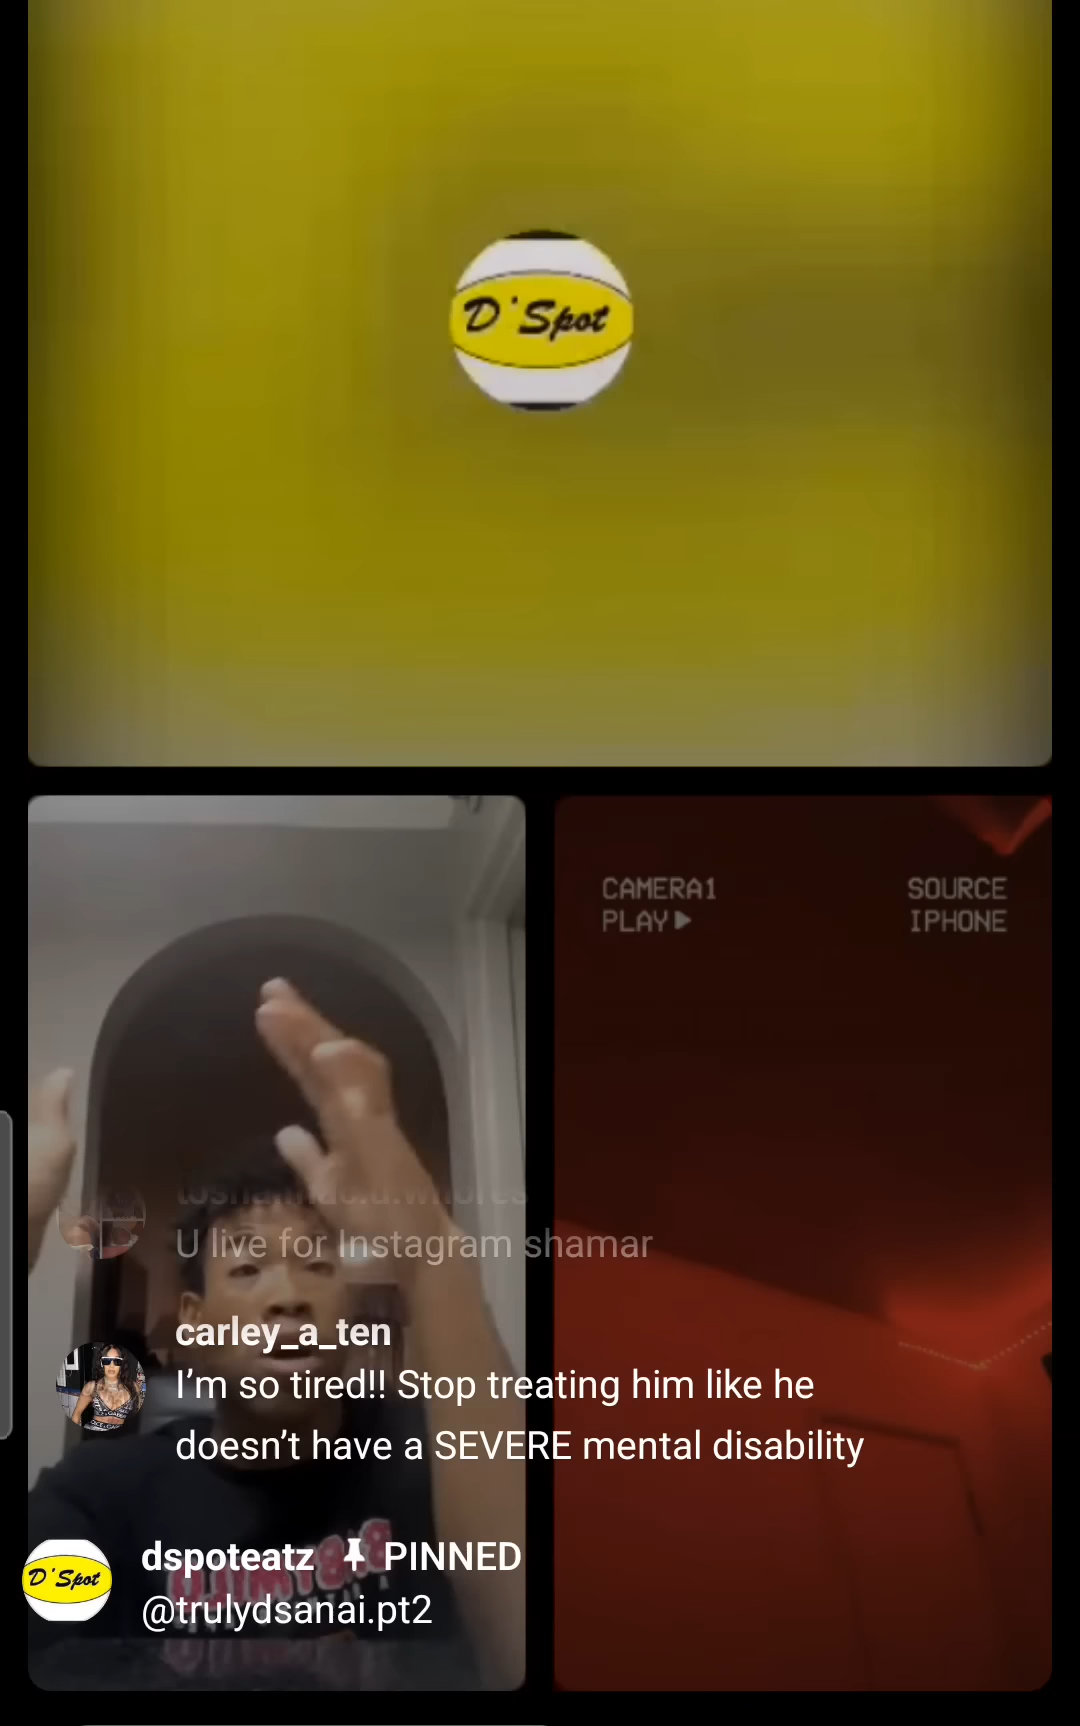 D'Spot
CAMERA1
SOURCE
PLAY▶
IPHONE
U live for Instagram shamar
carley_a_ten
I'm so tired!! Stop treating him like he
doesn't have a SEVERE mental disability
D'Spot
dspoteatz PINNED
@trulydsanai.pt2